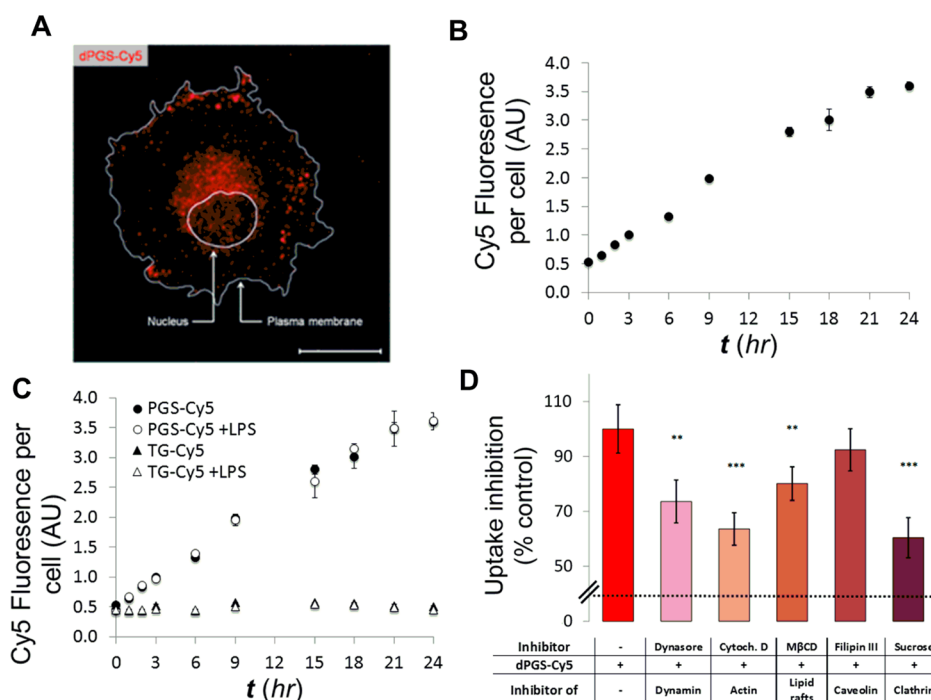 A
dPGS-Cy5
Nucleus
Plasma membrane
B
Cy5 Fluoresence
per cell (AU)
4.0
3.5
3.0
2.5
2.0
1.5
1.0
0.5
0.0
0 3 6 9 12 15 18 21 24
t (hr)
C
Cy5 Fluoresence per
cell (AU)
4.0
3.5
3.0
2.5
2.0
1.5
1.0
0.5
0.0
PGS-Cy5
PGS-Cy5 +LPS
TG-Cy5
TG-Cy5 +LPS
0 3 6 9 12 15 18 21 24
t (hr)
D
Uptake inhibition
(% control)
110
90
70
50
0
** *** ** ***
Inhibitor - Dynasore Cytoch. D MβCD Filipin III Sucrose
dPGS-Cy5 + + + + + +
Inhibitor of - Dynamin Actin Lipid rafts Caveolin Clathrin